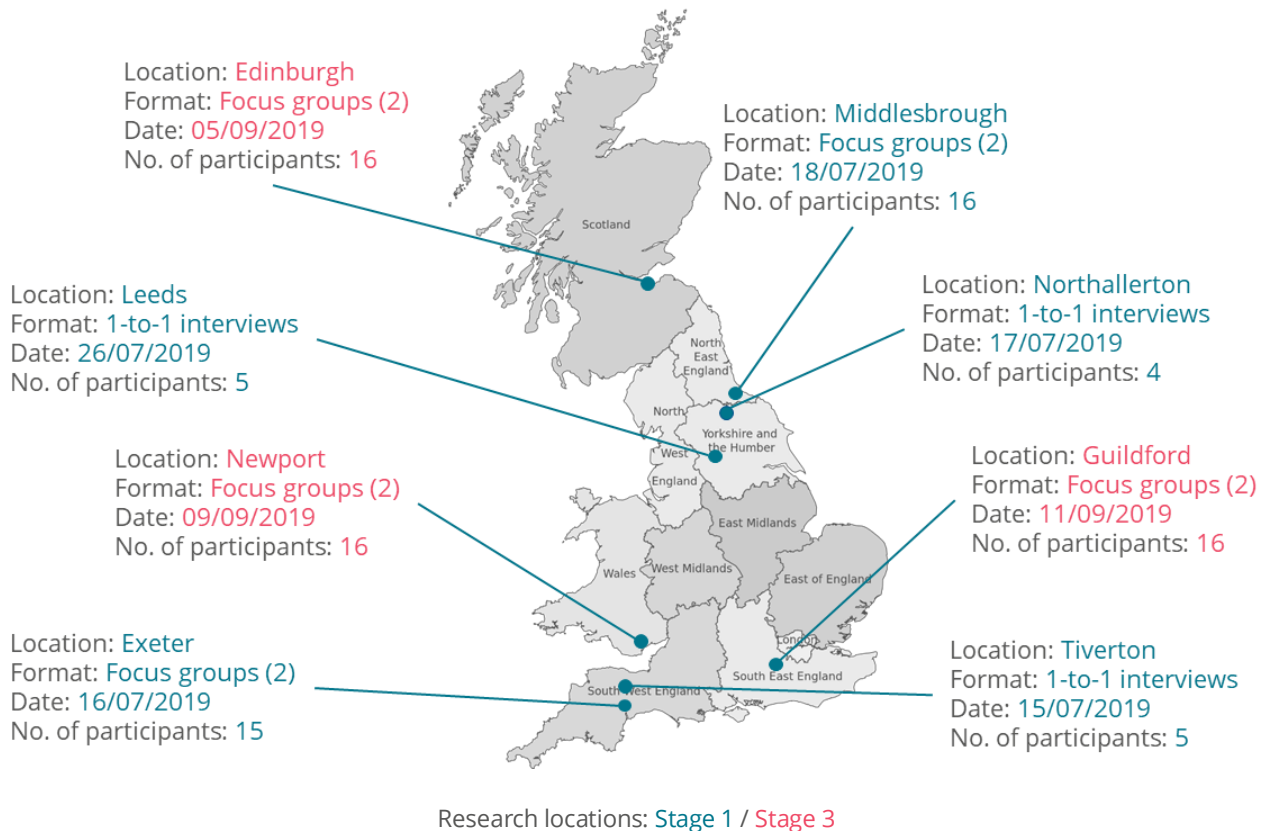 Location: Edinburgh
Format: Focus groups (2)
Date: 05/09/2019
No. of participants: 16
Location: Middlesbrough
Format: Focus groups (2)
Date: 18/07/2019
No. of participants: 16
Scotland
Location: Leeds
Format: 1-to-1 interviews
Date: 26/07/2019
No. of participants: 5
Location: Northallerton
Format: 1-to-1 interviews
Date: 17/07/2019
No. of participants: 4
North
East
England
North
West
England
Yorkshire and
the Humber
Location: Newport
Format: Focus groups (2)
Date: 09/09/2019
No. of participants: 16
Location: Guildford
Format: Focus groups (2)
Date: 11/09/2019
No. of participants: 16
East Midlands
West Midlands
Wales
East of England
London
South East England
South West England
Location: Exeter
Format: Focus groups (2)
Date: 16/07/2019
No. of participants: 15
Location: Tiverton
Format: 1-to-1 interviews
Date: 15/07/2019
No. of participants: 5
Research locations: Stage 1 / Stage 3